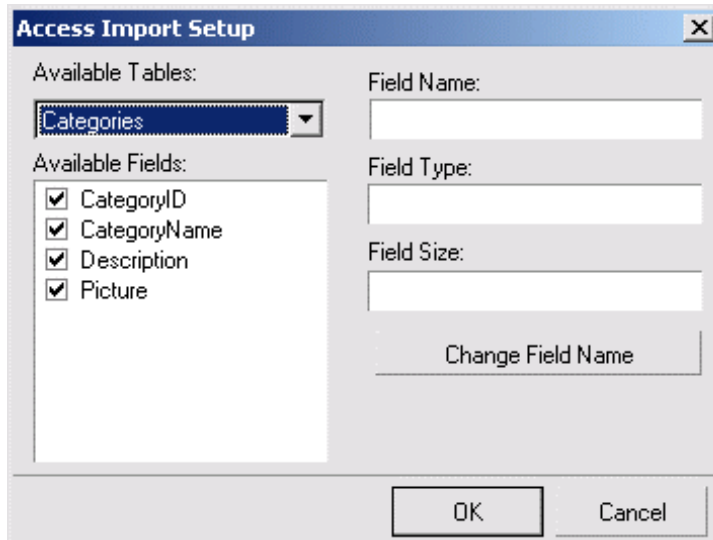 Access Import Setup
Available Tables:
Categories
Available Fields:
CategoryID
CategoryName
Description
Picture
Field Name:
Field Type:
Field Size:
Change Field Name
OK
Cancel